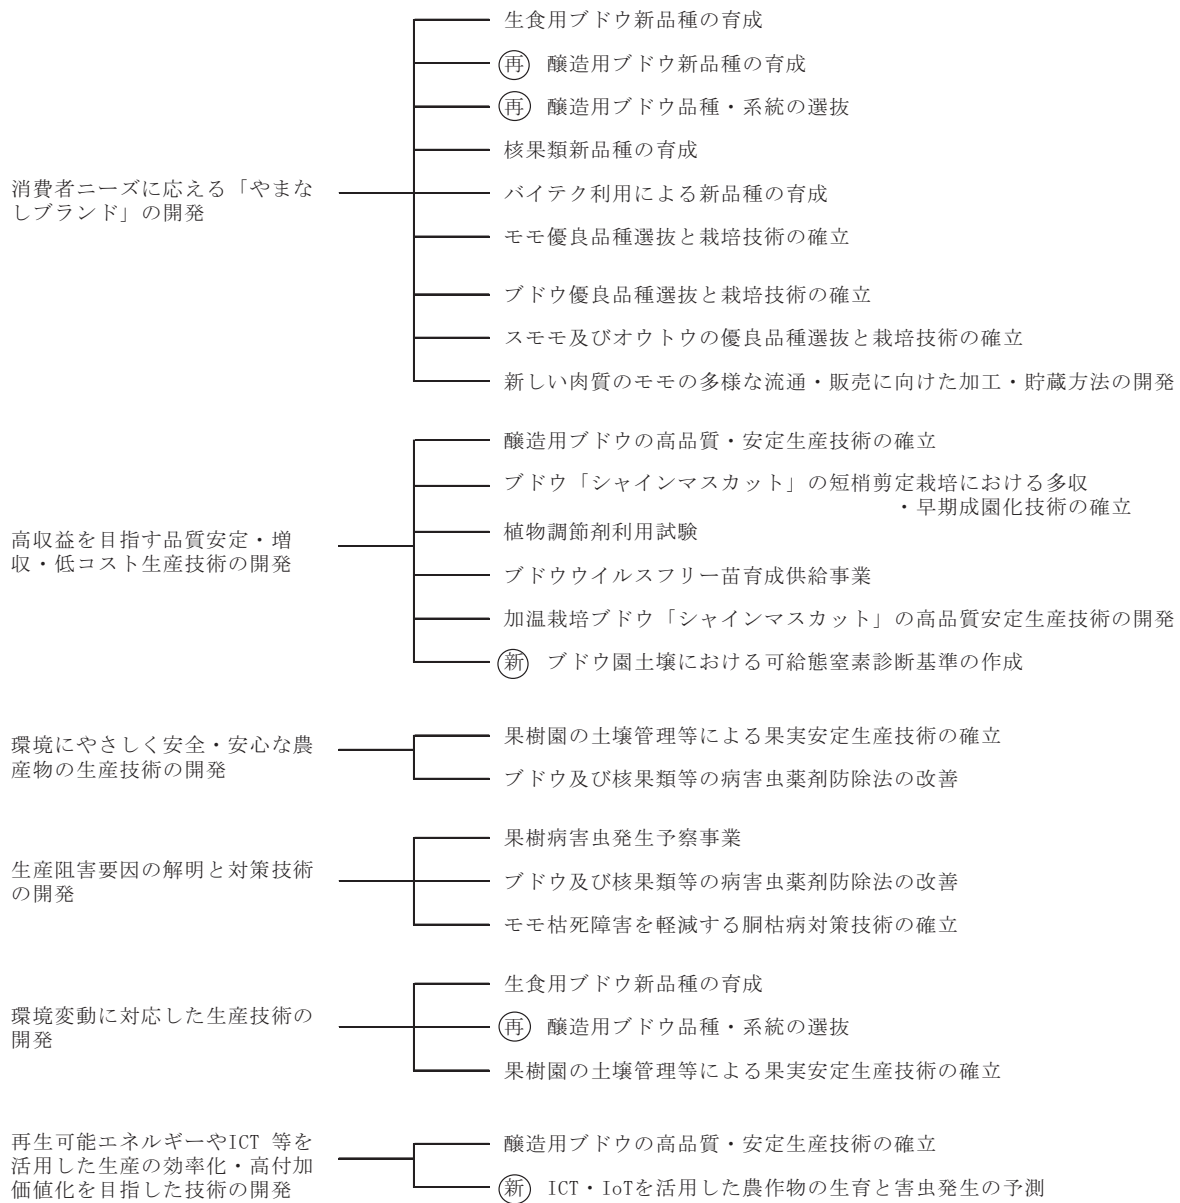 消費者ニーズに応える「やまな
しブランド」の開発
生食用ブドウ新品種の育成
㊢ 醸造用ブドウ新品種の育成
㊢ 醸造用ブドウ品種・系統の選抜
核果類新品種の育成
バイテク利用による新品種の育成
モモ優良品種選抜と栽培技術の確立
ブドウ優良品種選抜と栽培技術の確立
スモモ及びオウトウの優良品種選抜と栽培技術の確立
新しい肉質のモモの多様な流通・販売に向けた加工・貯蔵方法の開発
高収益を目指す品質安定・増
収・低コスト生産技術の開発
醸造用ブドウの高品質・安定生産技術の確立
ブドウ「シャインマスカット」の短梢剪定栽培における多収
・早期成園化技術の確立
植物調節剤利用試験
ブドウウイルスフリー苗育成供給事業
加温栽培ブドウ「シャインマスカット」の高品質安定生産技術の開発
新 ブドウ園土壌における可給態窒素診断基準の作成
環境にやさしく安全・安心な農
産物の生産技術の開発
果樹園の土壌管理等による果実安定生産技術の確立
ブドウ及び核果類等の病害虫薬剤防除法の改善
生産阻害要因の解明と対策技術
の開発
果樹病害虫発生予察事業
ブドウ及び核果類等の病害虫薬剤防除法の改善
モモ枯死障害を軽減する胴枯病対策技術の確立
環境変動に対応した生産技術の
開発
生食用ブドウ新品種の育成
再 醸造用ブドウ品種・系統の選抜
果樹園の土壌管理等による果実安定生産技術の確立
再生可能エネルギーやICT 等を
活用した生産の効率化・高付加
価値化を目指した技術の開発
醸造用ブドウの高品質・安定生産技術の確立
新 ICT・IoTを活用した農作物の生育と害虫発生の予測